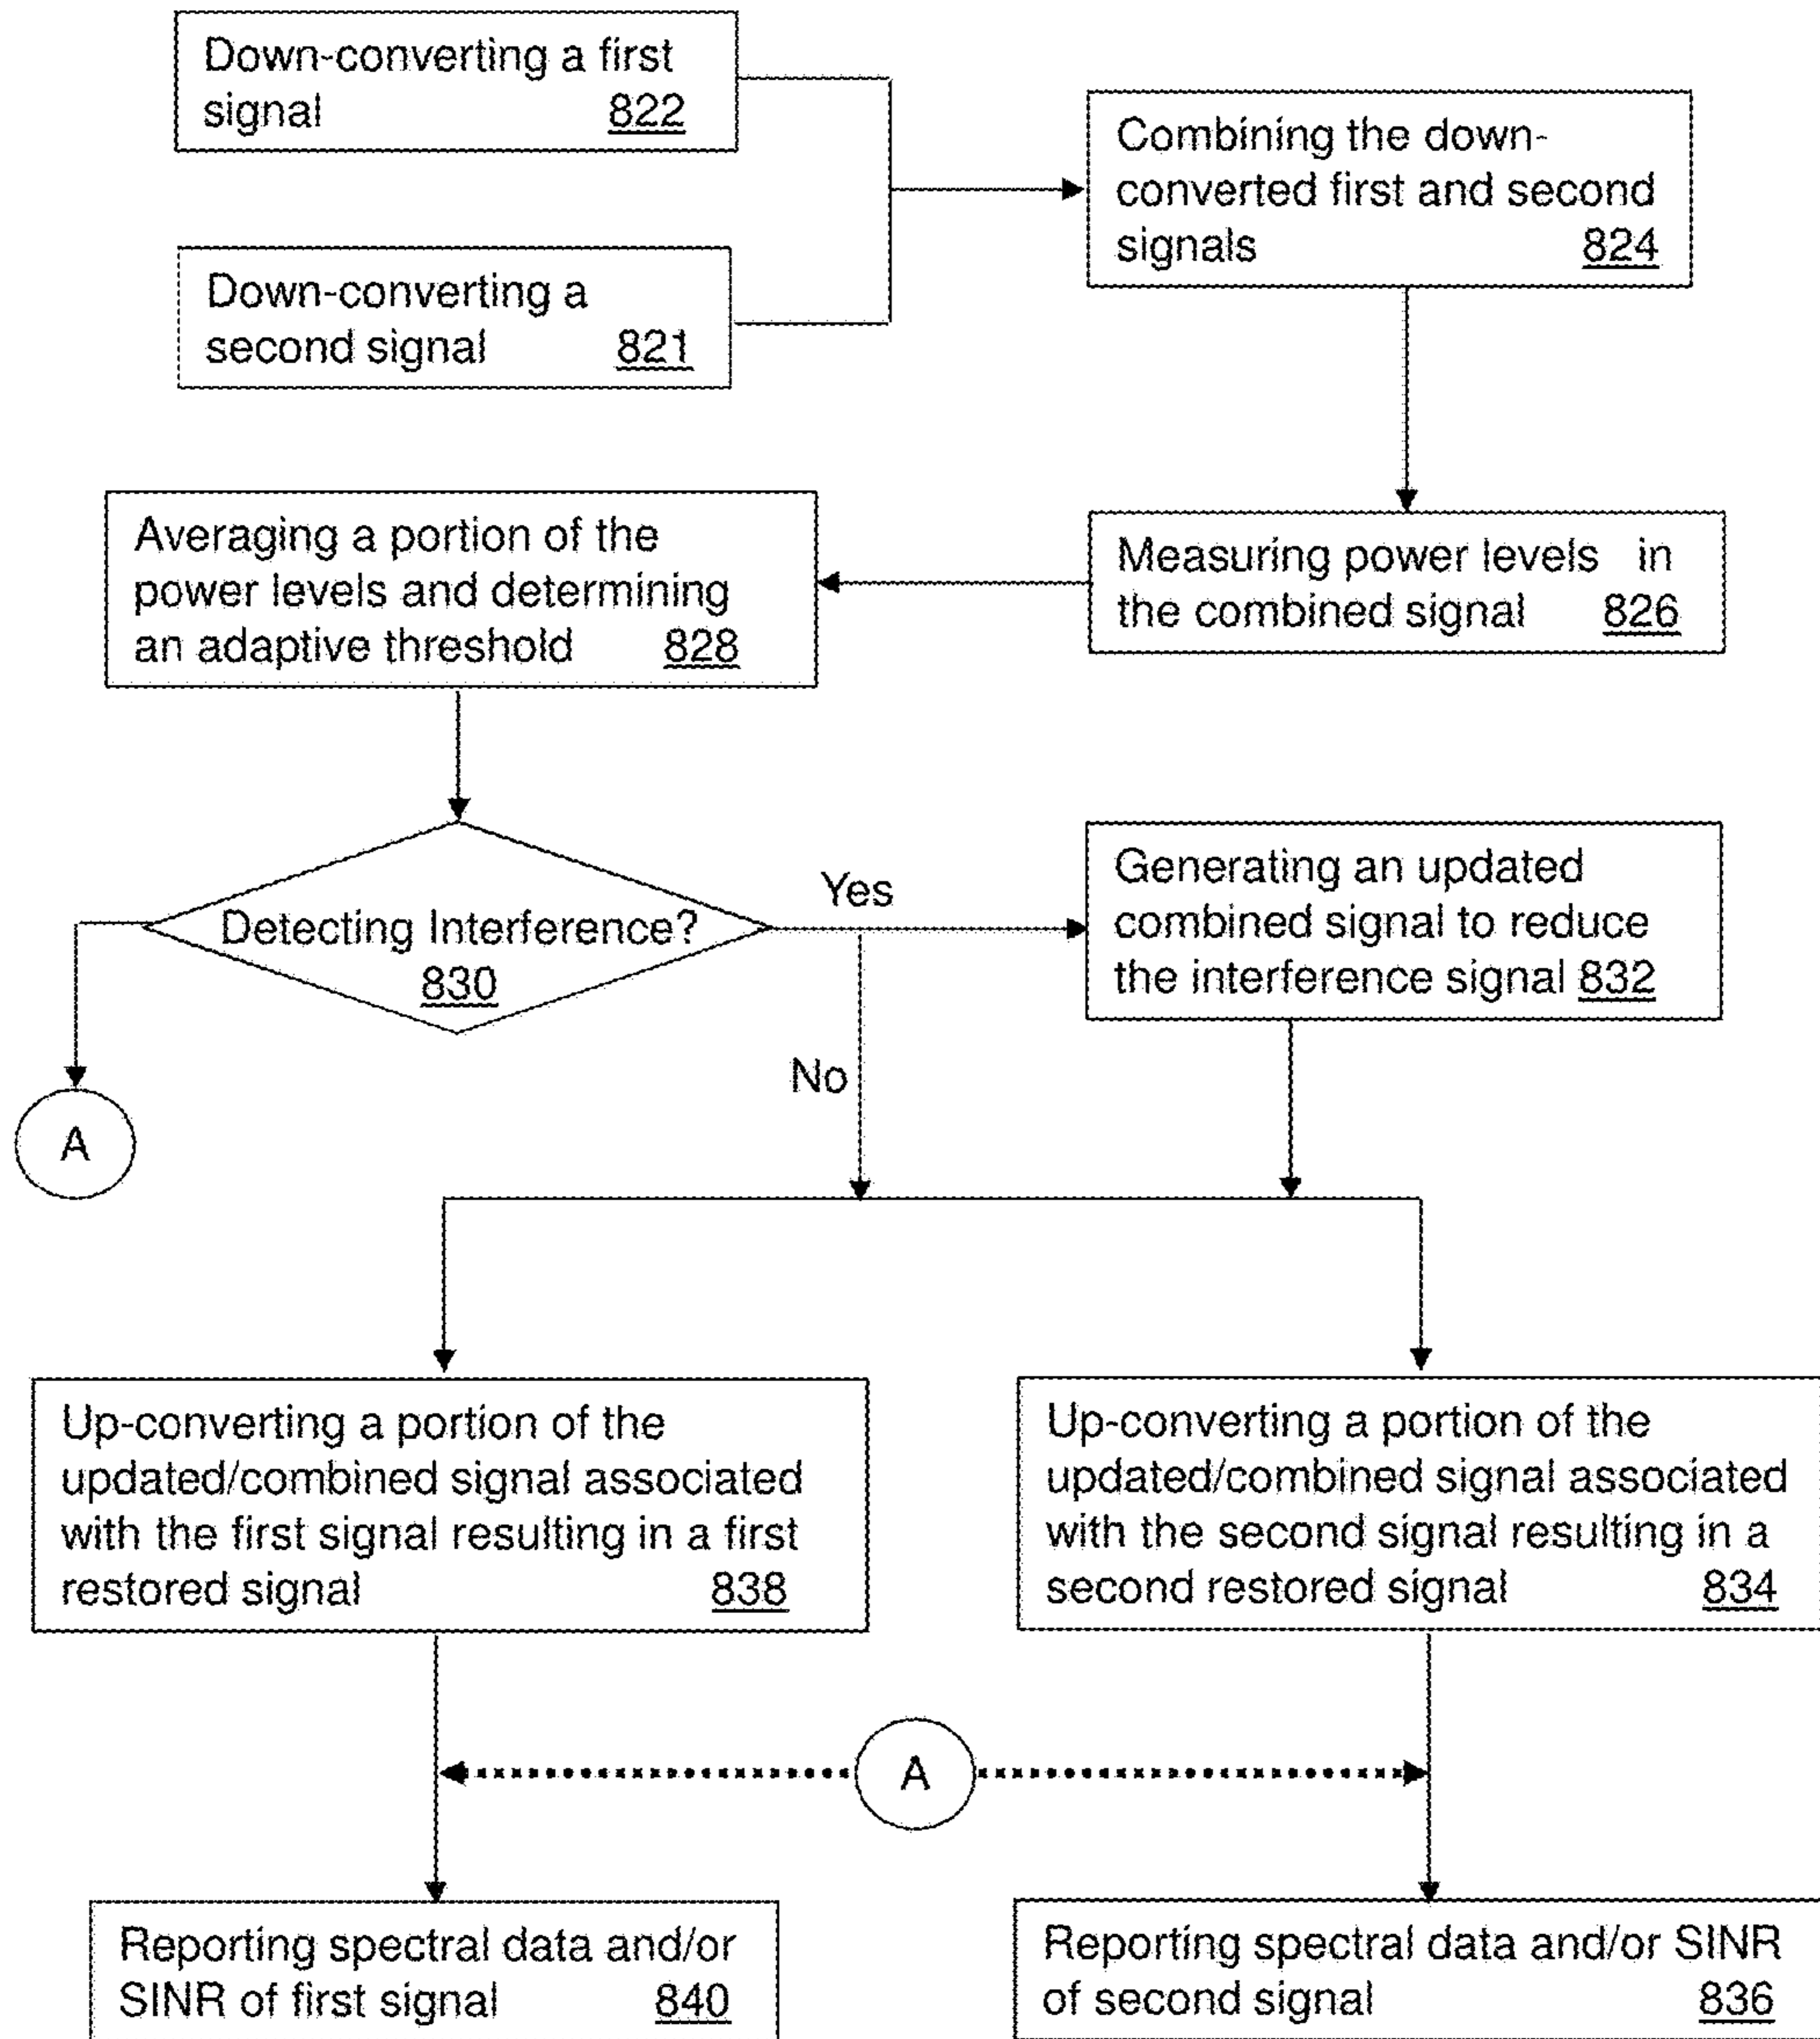 Down-converting a first
signal 822
Combining the down-
converted first and second
signals 824
Down-converting a
second signal 821
Averaging a portion of the
power levels and determining
an adaptive threshold 828
Measuring power levels in
the combined signal 826
Detecting Interference?
830
Yes
Generating an updated
combined signal to reduce
the interference signal 832
No
A
Up-converting a portion of the
updated/combined signal associated
with the first signal resulting in a first
restored signal 838
Up-converting a portion of the
updated/combined signal associated
with the second signal resulting in a
second restored signal 834
A
Reporting spectral data and/or
SINR of first signal 840
Reporting spectral data and/or SINR
of second signal 836